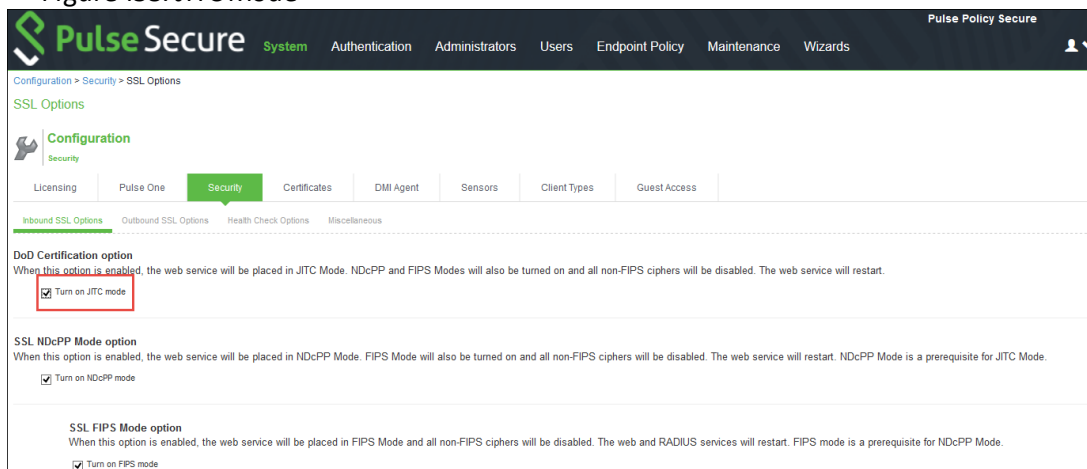 Pulse Policy Secure
Pulse Secure System Authentication Administrators Users Endpoint Policy Maintenance Wizards
Configuration > Security > SSL Options
SSL Options
Configuration
Security
Licensing Pulse One Security Certificates DMI Agent Sensors Client Types Guest Access
Inbound SSL Options Outbound SSL Options Health Check Options Miscellaneous
DoD Certification option
When this option is enabled, the web service will be placed in JITC Mode. NDcPP and FIPS Modes will also be turned on and all non-FIPS ciphers will be disabled. The web service will restart.
Turn on JITC mode
SSL NDcPP Mode option
When this option is enabled, the web service will be placed in NDcPP Mode. FIPS Mode will also be turned on and all non-FIPS ciphers will be disabled. The web service will restart. NDcPP Mode is a prerequisite for JITC Mode.
Turn on NDcPP mode
SSL FIPS Mode option
When this option is enabled, the web service will be placed in FIPS Mode and all non-FIPS ciphers will be disabled. The web and RADIUS services will restart. FIPS mode is a prerequisite for NDcPP Mode.
Turn on FIPS mode